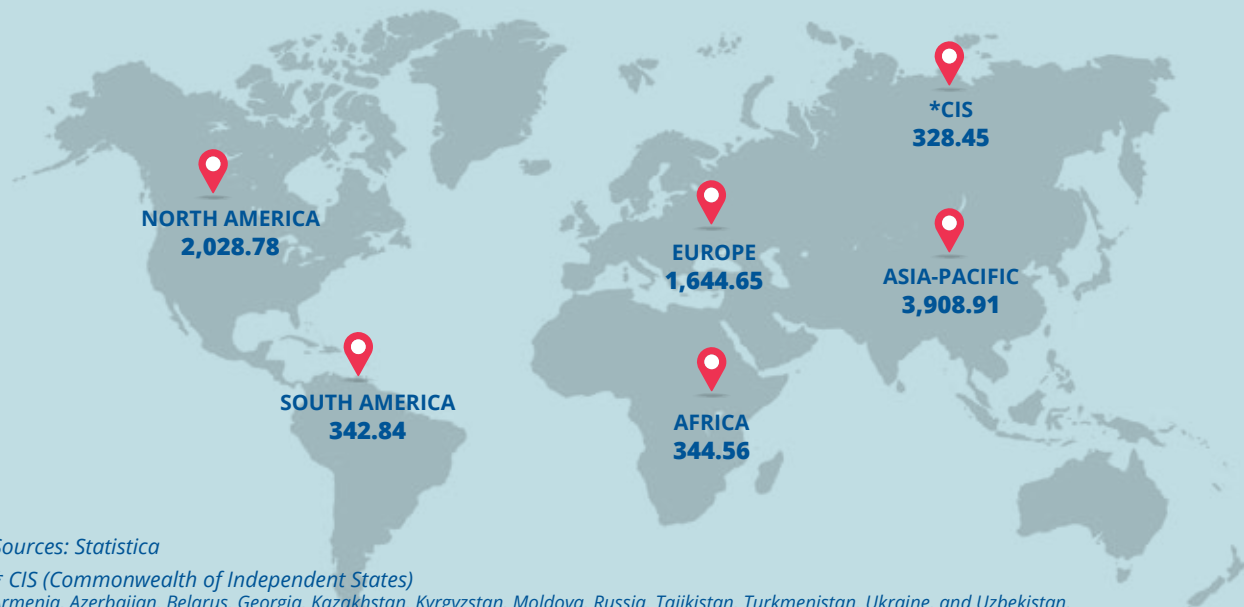 *CIS
328.45
NORTH AMERICA
2,028.78
EUROPE
1,644.65
ASIA-PACIFIC
3,908.91
SOUTH AMERICA
342.84
AFRICA
344.56
Sources: Statistica
* CIS (Commonwealth of Independent States)
Armenia, Azerbaijan, Belarus, Georgia, Kazakhstan, Kyrgyzstan, Moldova, Russia, Tajikistan, Turkmenistan, Ukraine, and Uzbekistan